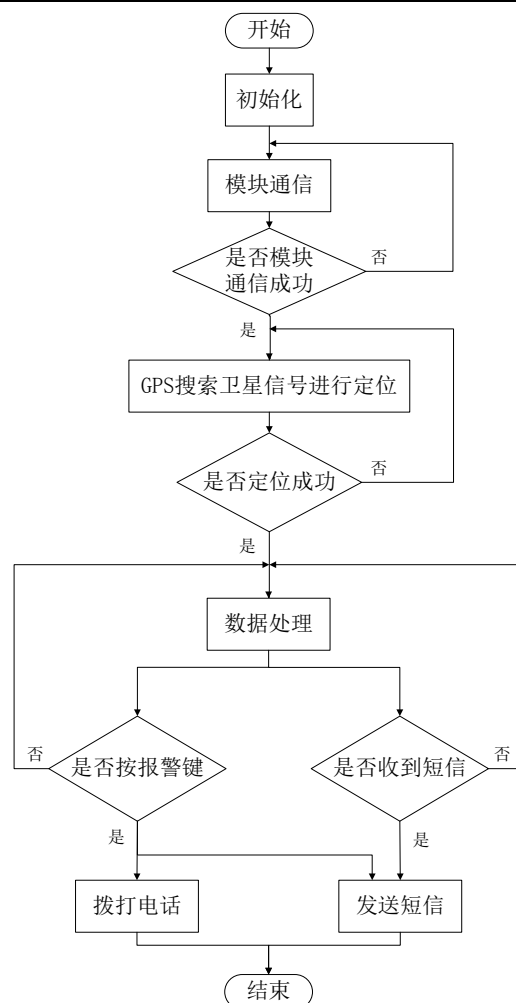 开始
初始化
模块通信
是否模块
通信成功
否
是
GPS搜索卫星信号进行定位
是否定位成功
否
是
数据处理
否
是否按报警键
是否收到短信
否
是
是
拨打电话
发送短信
结束